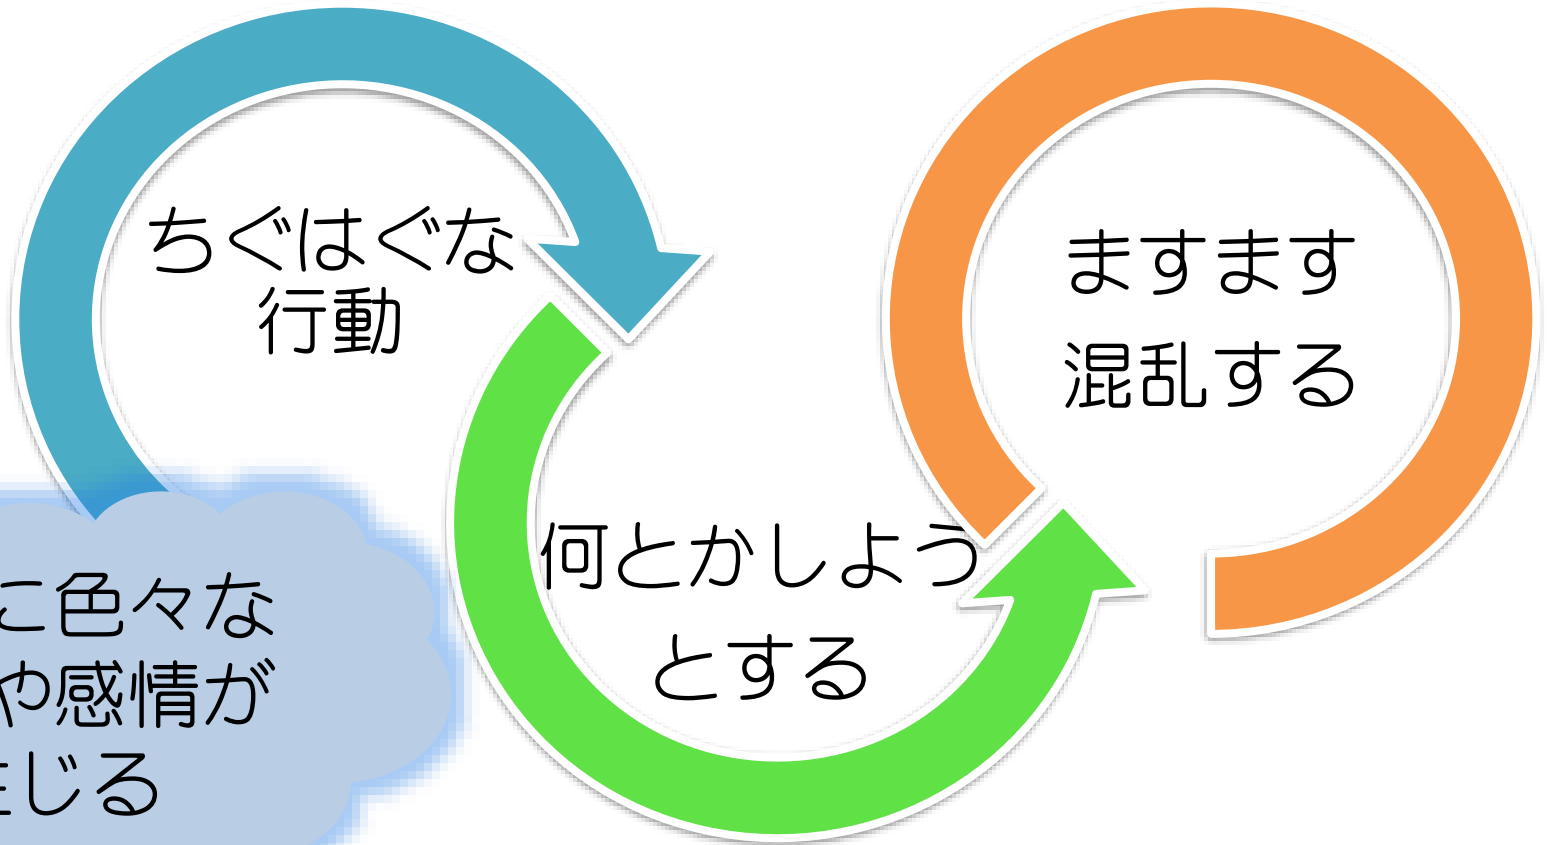 ちぐはぐな
行動
ますます
混乱する
何とかしよう
とする
に色々な
や感情が
じる